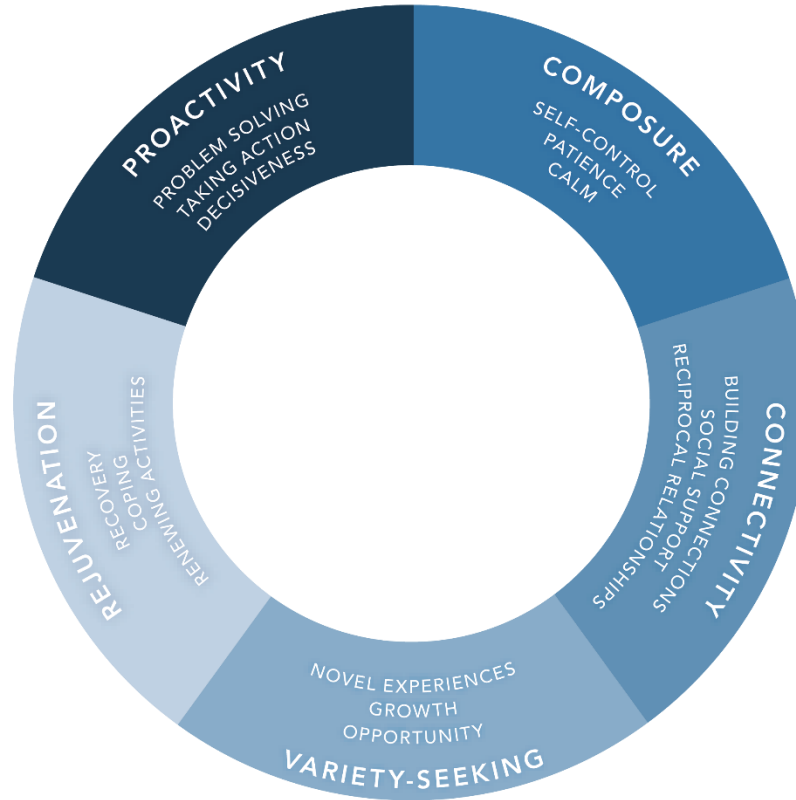 PROACTIVITY
PROBLEM SOLVING
TAKING ACTION
DECISIVENESS
COMPOSURE
SELF-CONTROL
PATIENCE
CALM
CONNECTIVITY
BUILDING CONNECTIONS
SOCIAL SUPPORT
RECIPROCAL RELATIONSHIPS
NOVEL EXPERIENCES
GROWTH
OPPORTUNITY
VARIETY-SEEKING
REJUVENATION
RECOVERY
COPING
RENEWING ACTIVITIES